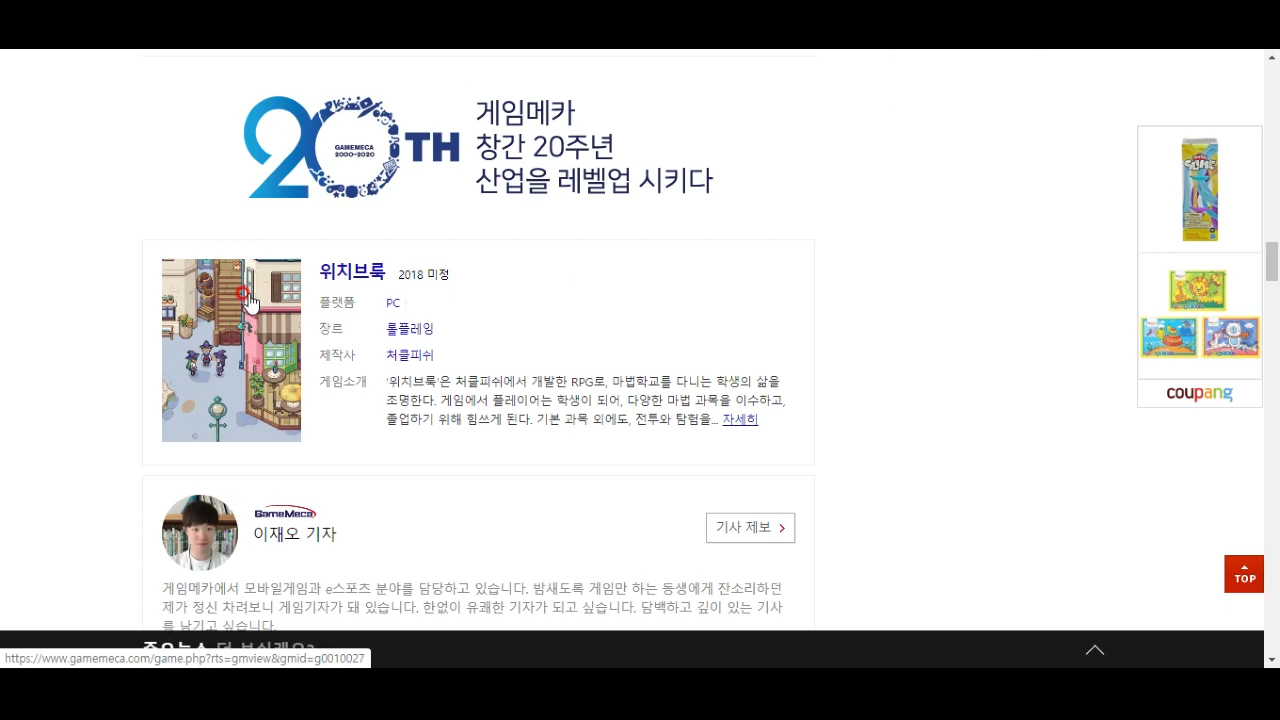 20TH
GAMEMECA
2000-2020
게임메카
창간 20주년
산업을 레벨업 시키다
위치브룩 2018 미정
플랫폼 PC
장르 롤플레잉
제작사 처클피쉬
게임소개 '위치브룩'은 처클피쉬에서 개발한 RPG로, 마법학교를 다니는 학생의 삶을
조명한다. 게임에서 플레이어는 학생이 되어, 다양한 마법 과목을 이수하고,
졸업하기 위해 힘쓰게 된다. 기본 과목 외에도, 전투와 탐험을... 자세히
GameMeca
이재오 기자
기사 제보 >
게임메카에서 모바일게임과 e스포츠 분야를 담당하고 있습니다. 밤새도록 게임만 하는 동생에게 잔소리하던
제가 정신 차려보니 게임기자가 돼 있습니다. 한없이 유쾌한 기자가 되고 싶습니다. 담백하고 깊이 있는 기사
를 남기고 싶습니다.
coupang
TOP
https://www.gamemeca.com/game.php?rts=gmview&gmid=g0010027